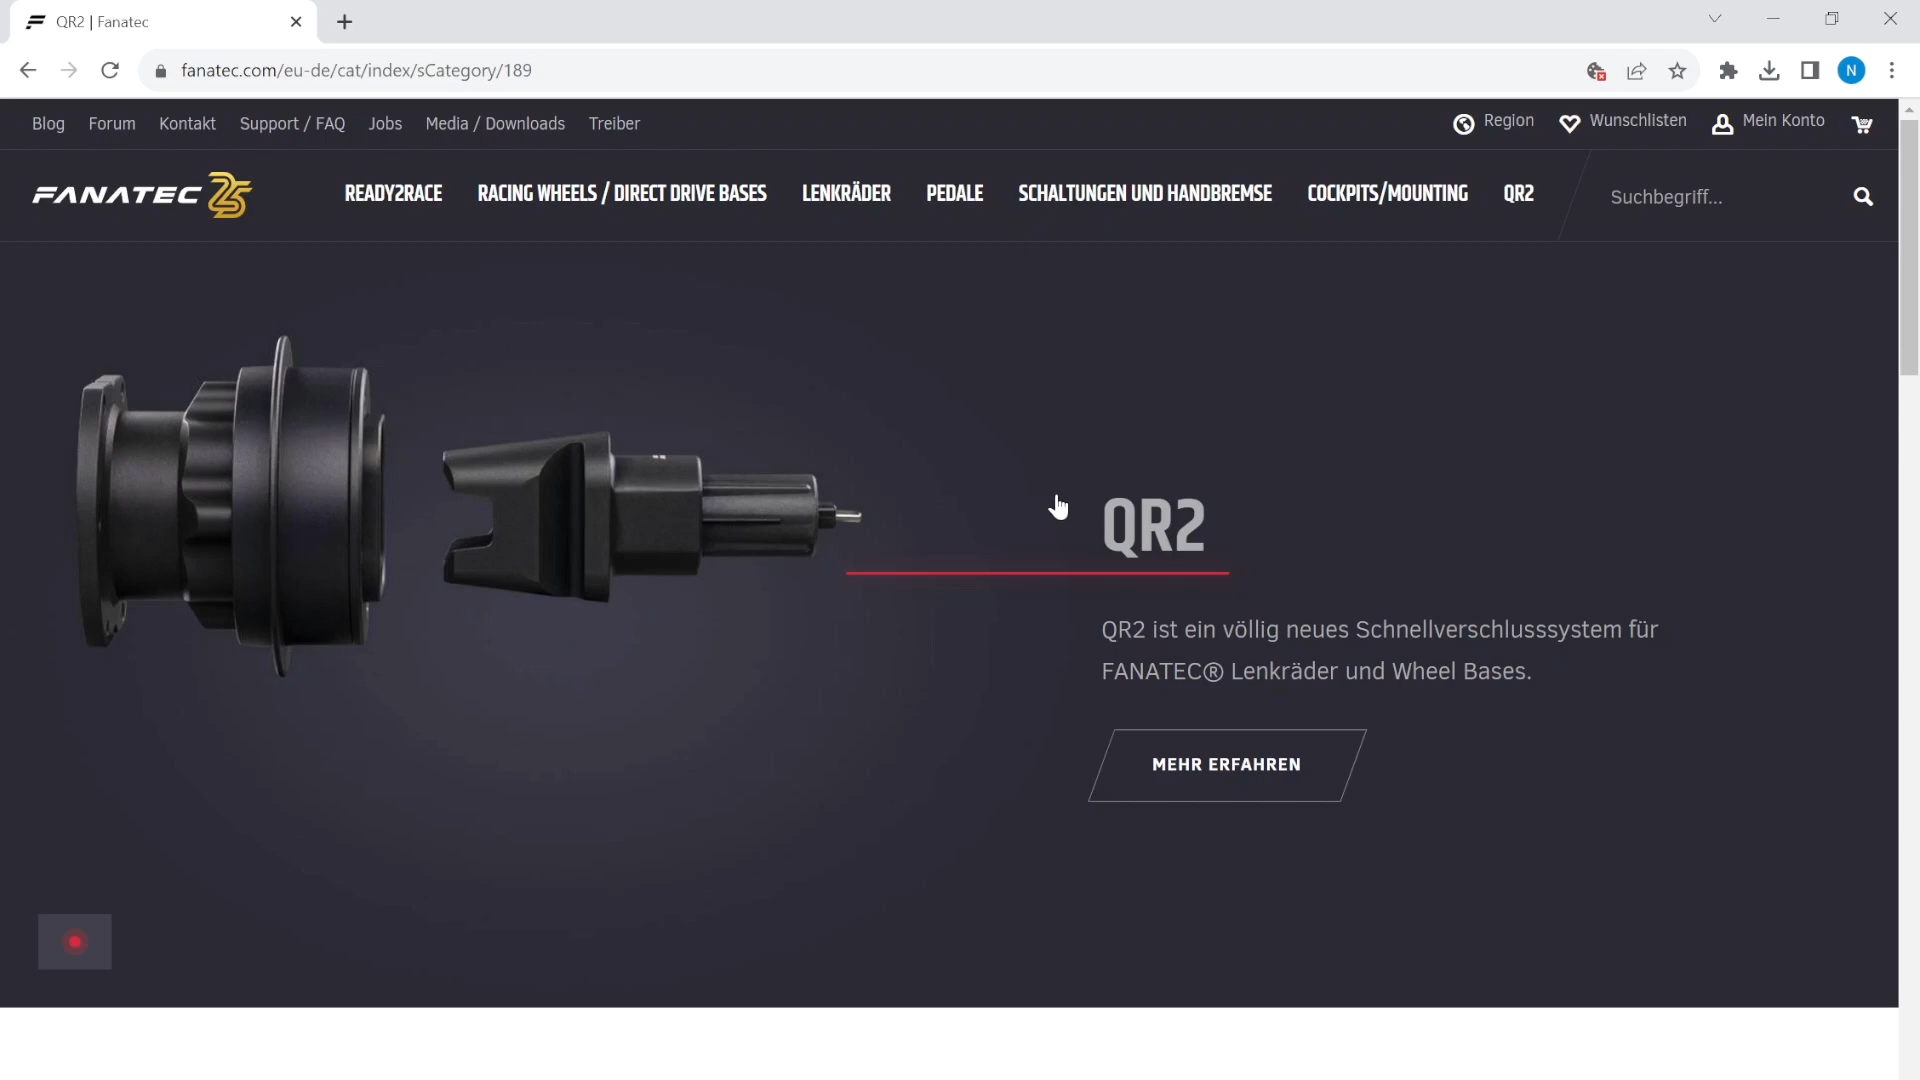 QR2 | Fanatec
fanatec.com/eu-de/cat/index/sCategory/189
N
Blog Forum Kontakt Support / FAQ Jobs Media / Downloads Treiber Region Wunschlisten Mein Konto
FANATEC 25 READY2RACE RACING WHEELS / DIRECT DRIVE BASES LENKRÄDER PEDALE SCHALTUNGEN UND HANDBREMSE COCKPITS/MOUNTING QR2 Suchbegriff...
QR2
QR2 ist ein völlig neues Schnellverschlusssystem für
FANATEC® Lenkräder und Wheel Bases.
MEHR ERFAHREN